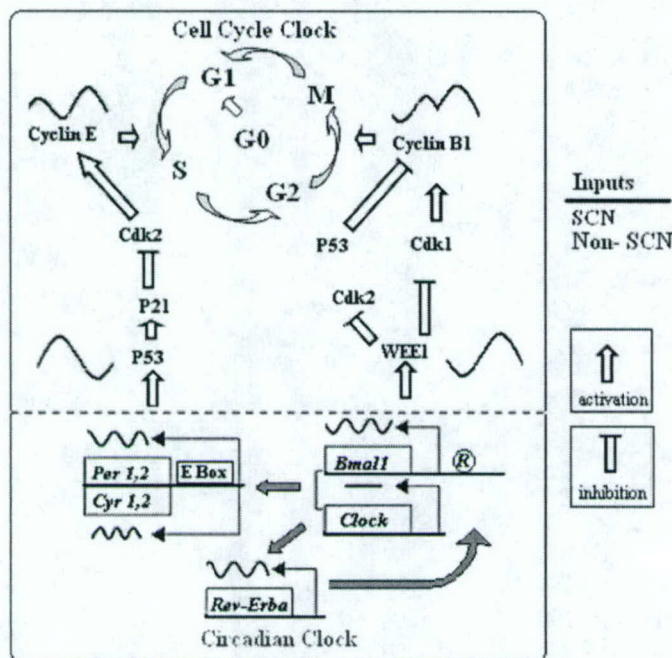 Cell Cycle Clock
G1
M
Cyclin E
G0
Cyclin B1
S
G2
Inputs
SCN
Non- SCN
Cdk2
P53
Cdk1
P21
Cdk2
P53
WEE1
activation
Per 1,2
E Box
Bmal1
R
Cyr 1,2
Clock
inhibition
Rev-Erba
Circadian Clock